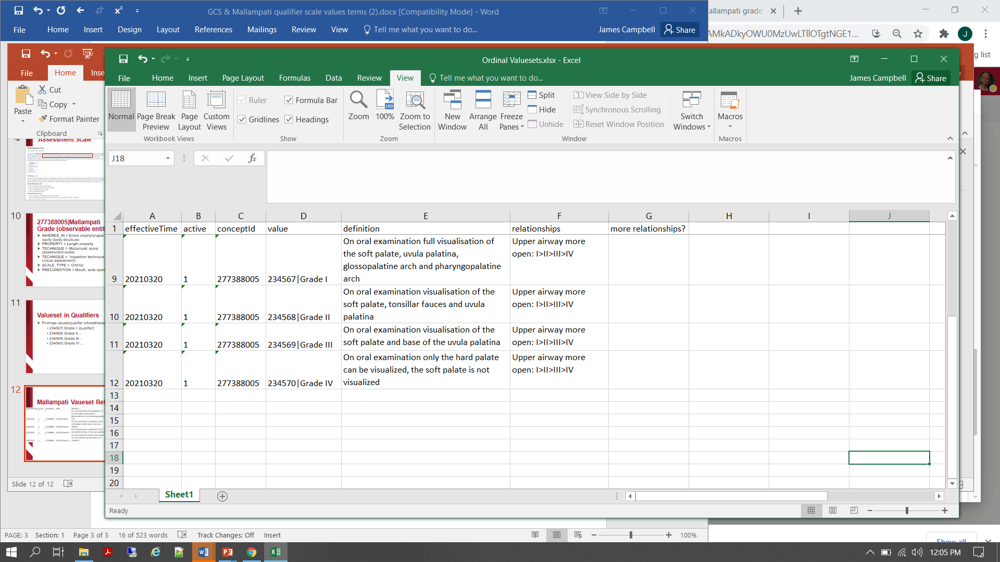 GCS & Mallampati qualifier scale values terms (2).docx [Compatibility Mode] - Word
allampati grade
File Home Insert Design Layout References Mailings Review View Tell me what you want to do...
James Campbell Share
AMkADkyOWU0MzUwLTllOTgtNGE1...
J
g list
File Home Inse
Paste
Cut
Copy
Format Painter
Clipboard
Ordinal Valuesets.xlsx - Excel
File Home Insert Page Layout Formulas Data Review View Tell me what you want to do...
James Campbell Share
Normal
Page Break Preview
Page Layout
Custom Views
Workbook Views
Ruler
Formula Bar
Gridlines
Headings
Show
Zoom
100%
Zoom to Selection
Zoom
New Window
Arrange All
Freeze Panes
Split
Hide
Unhide
View Side by Side
Synchronous Scrolling
Reset Window Position
Window
Switch Windows
Macros
Macros
J18
fx
A B C D E F G H I J
1 effectiveTime active conceptId value definition relationships more relationships?
On oral examination full visualisation of Upper airway more
the soft palate, uvula palatina, open: I>II>III>IV
glossopalatine arch and pharyngopalatine
9 20210320 1 277388005 234567|Grade I arch
On oral examination visualisation of the Upper airway more
soft palate, tonsillar fauces and uvula open: I>II>III>IV
10 20210320 1 277388005 234568|Grade II palatina
On oral examination visualisation of the Upper airway more
11 20210320 1 277388005 234569|Grade III soft palate and base of the uvula palatina open: I>II>III>IV
On oral examination only the hard palate Upper airway more
can be visualized, the soft palate is not open: I>II>III>IV
12 20210320 1 277388005 234570|Grade IV visualized
13
14
15
16
17
18
19
20
Sheet1
Ready
Assessment Scale
Mallampati score
10
277388005|Mallampati
Grade (observable entit
INHERES_IN = Entire oropharyngeal
cavity (body structure)
PROPERTY = Length property
TECHNIQUE = Mallampati score
(assessment scale)
TECHNIQUE = Inspection technique
(visual assessment)
SCALE_TYPE = Ordinal
PRECONDITION = Mouth wide open
11
Valueset in Qualifiers
Findings values(qualifier )\Anesthesia
234567| Grade I (qualifier)
234568| Grade II...
234569| Grade III...
234560| Grade IV...
12
Mallampati Vaueset Ref
Slide 12 of 12
PAGE: 3 Section: 1 Page 3 of 3 16 of 523 words Track Changes: Off Insert
100%
Show all
12:05 PM